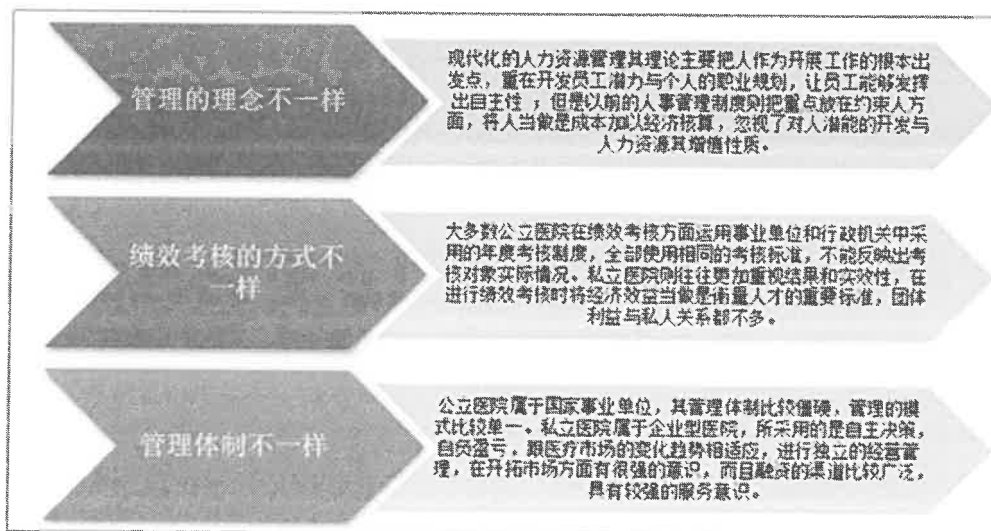 管理的理念不一样
现代化的人力资源管理其理论主要把人作为开展工作的根本出
发点，重在开发员工潜力与个人的职业规划，让员工能够发挥
出自主性；但是以前的人事管理制度则把重点放在约束人方
面，将人当做是成本加以经济核算，忽视了对人潜能的开发与
人力资源其增值性质。
绩效考核的方式不
一样
大多数公立医院在绩效考核方面运用事业单位和行政机关中采
用的年度考核制度，全部使用相同的考核标准，不能反映出考
核对象实际情况。私立医院则往往更加重视结果和实效性，在
进行绩效考核时将经济效益当做是衡量人才的重要标准，团体
利益与私人关系都不多。
管理体制不一样
公立医院属于国家事业单位，其管理体制比较僵硬，管理的模
式比较单一。私立医院属于企业型医院，所采用的是自主决策，
自负盈亏，跟医疗市场的变化趋势相适应，进行独立的经营管
理，在开拓市场方面有很强的意识，而且融资的渠道比较广泛，
具有较强的服务意识。